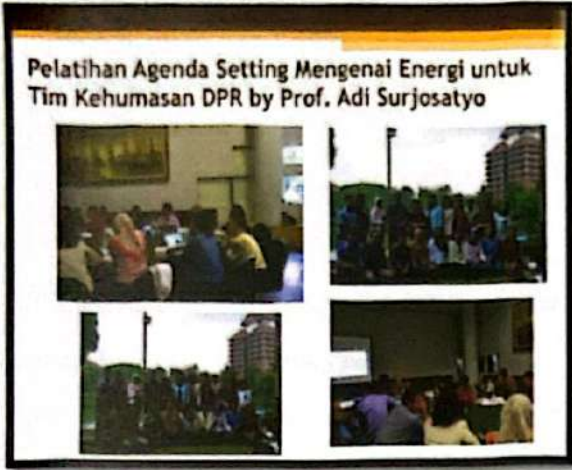 Pelatihan Agenda Setting Mengenai Energi untuk
Tim Kehumasan DPR by Prof. Adi Surjosatyo